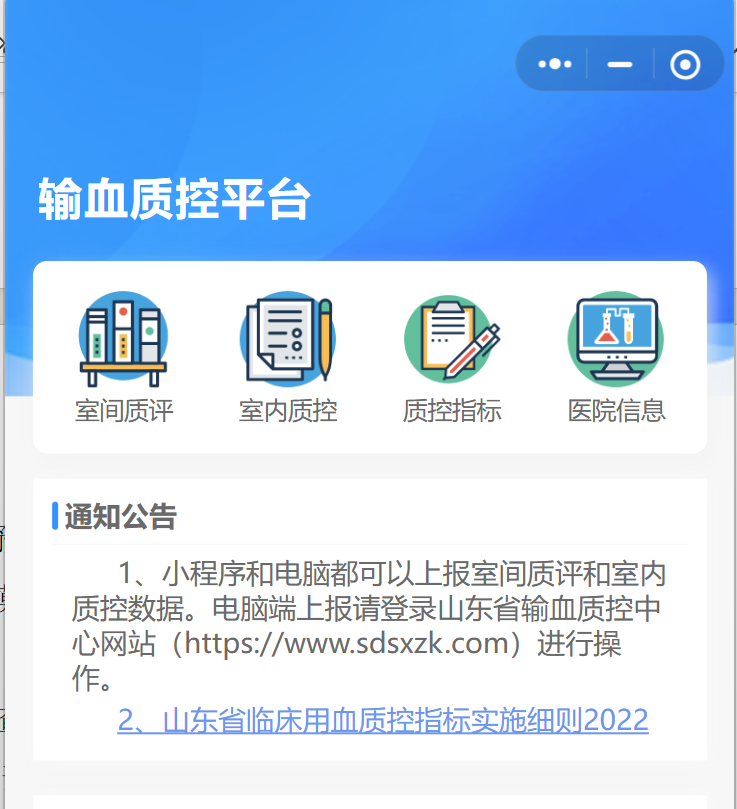 输血质控平台
室间质评 室内质控 质控指标 医院信息
通知公告
1、小程序和电脑都可以上报室间质评和室内
质控数据。电脑端上报请登录山东省输血质控中
心网站（https://www.sdsxzk.com）进行操
作。
2、山东省临床用血质控指标实施细则2022